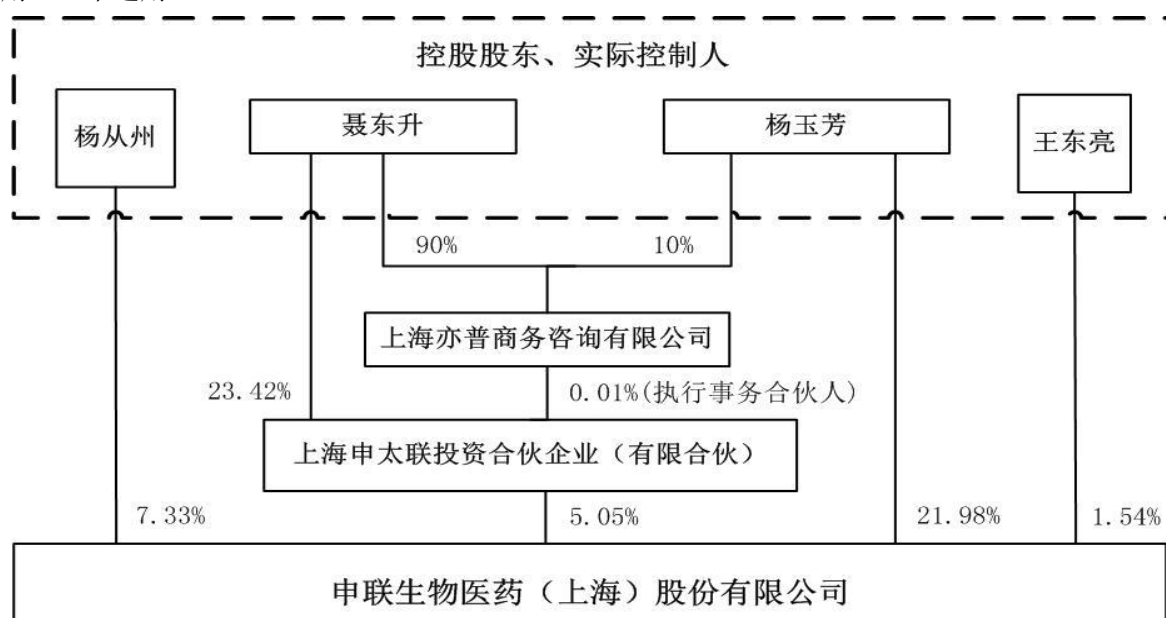 控股股东、实际控制人
杨从州
聂东升
杨玉芳
王东亮
90%
10%
上海亦普商务咨询有限公司
23.42%
0.01%(执行事务合伙人)
上海申太联投资合伙企业（有限合伙）
7.33%
5.05%
21.98%
1.54%
申联生物医药（上海）股份有限公司